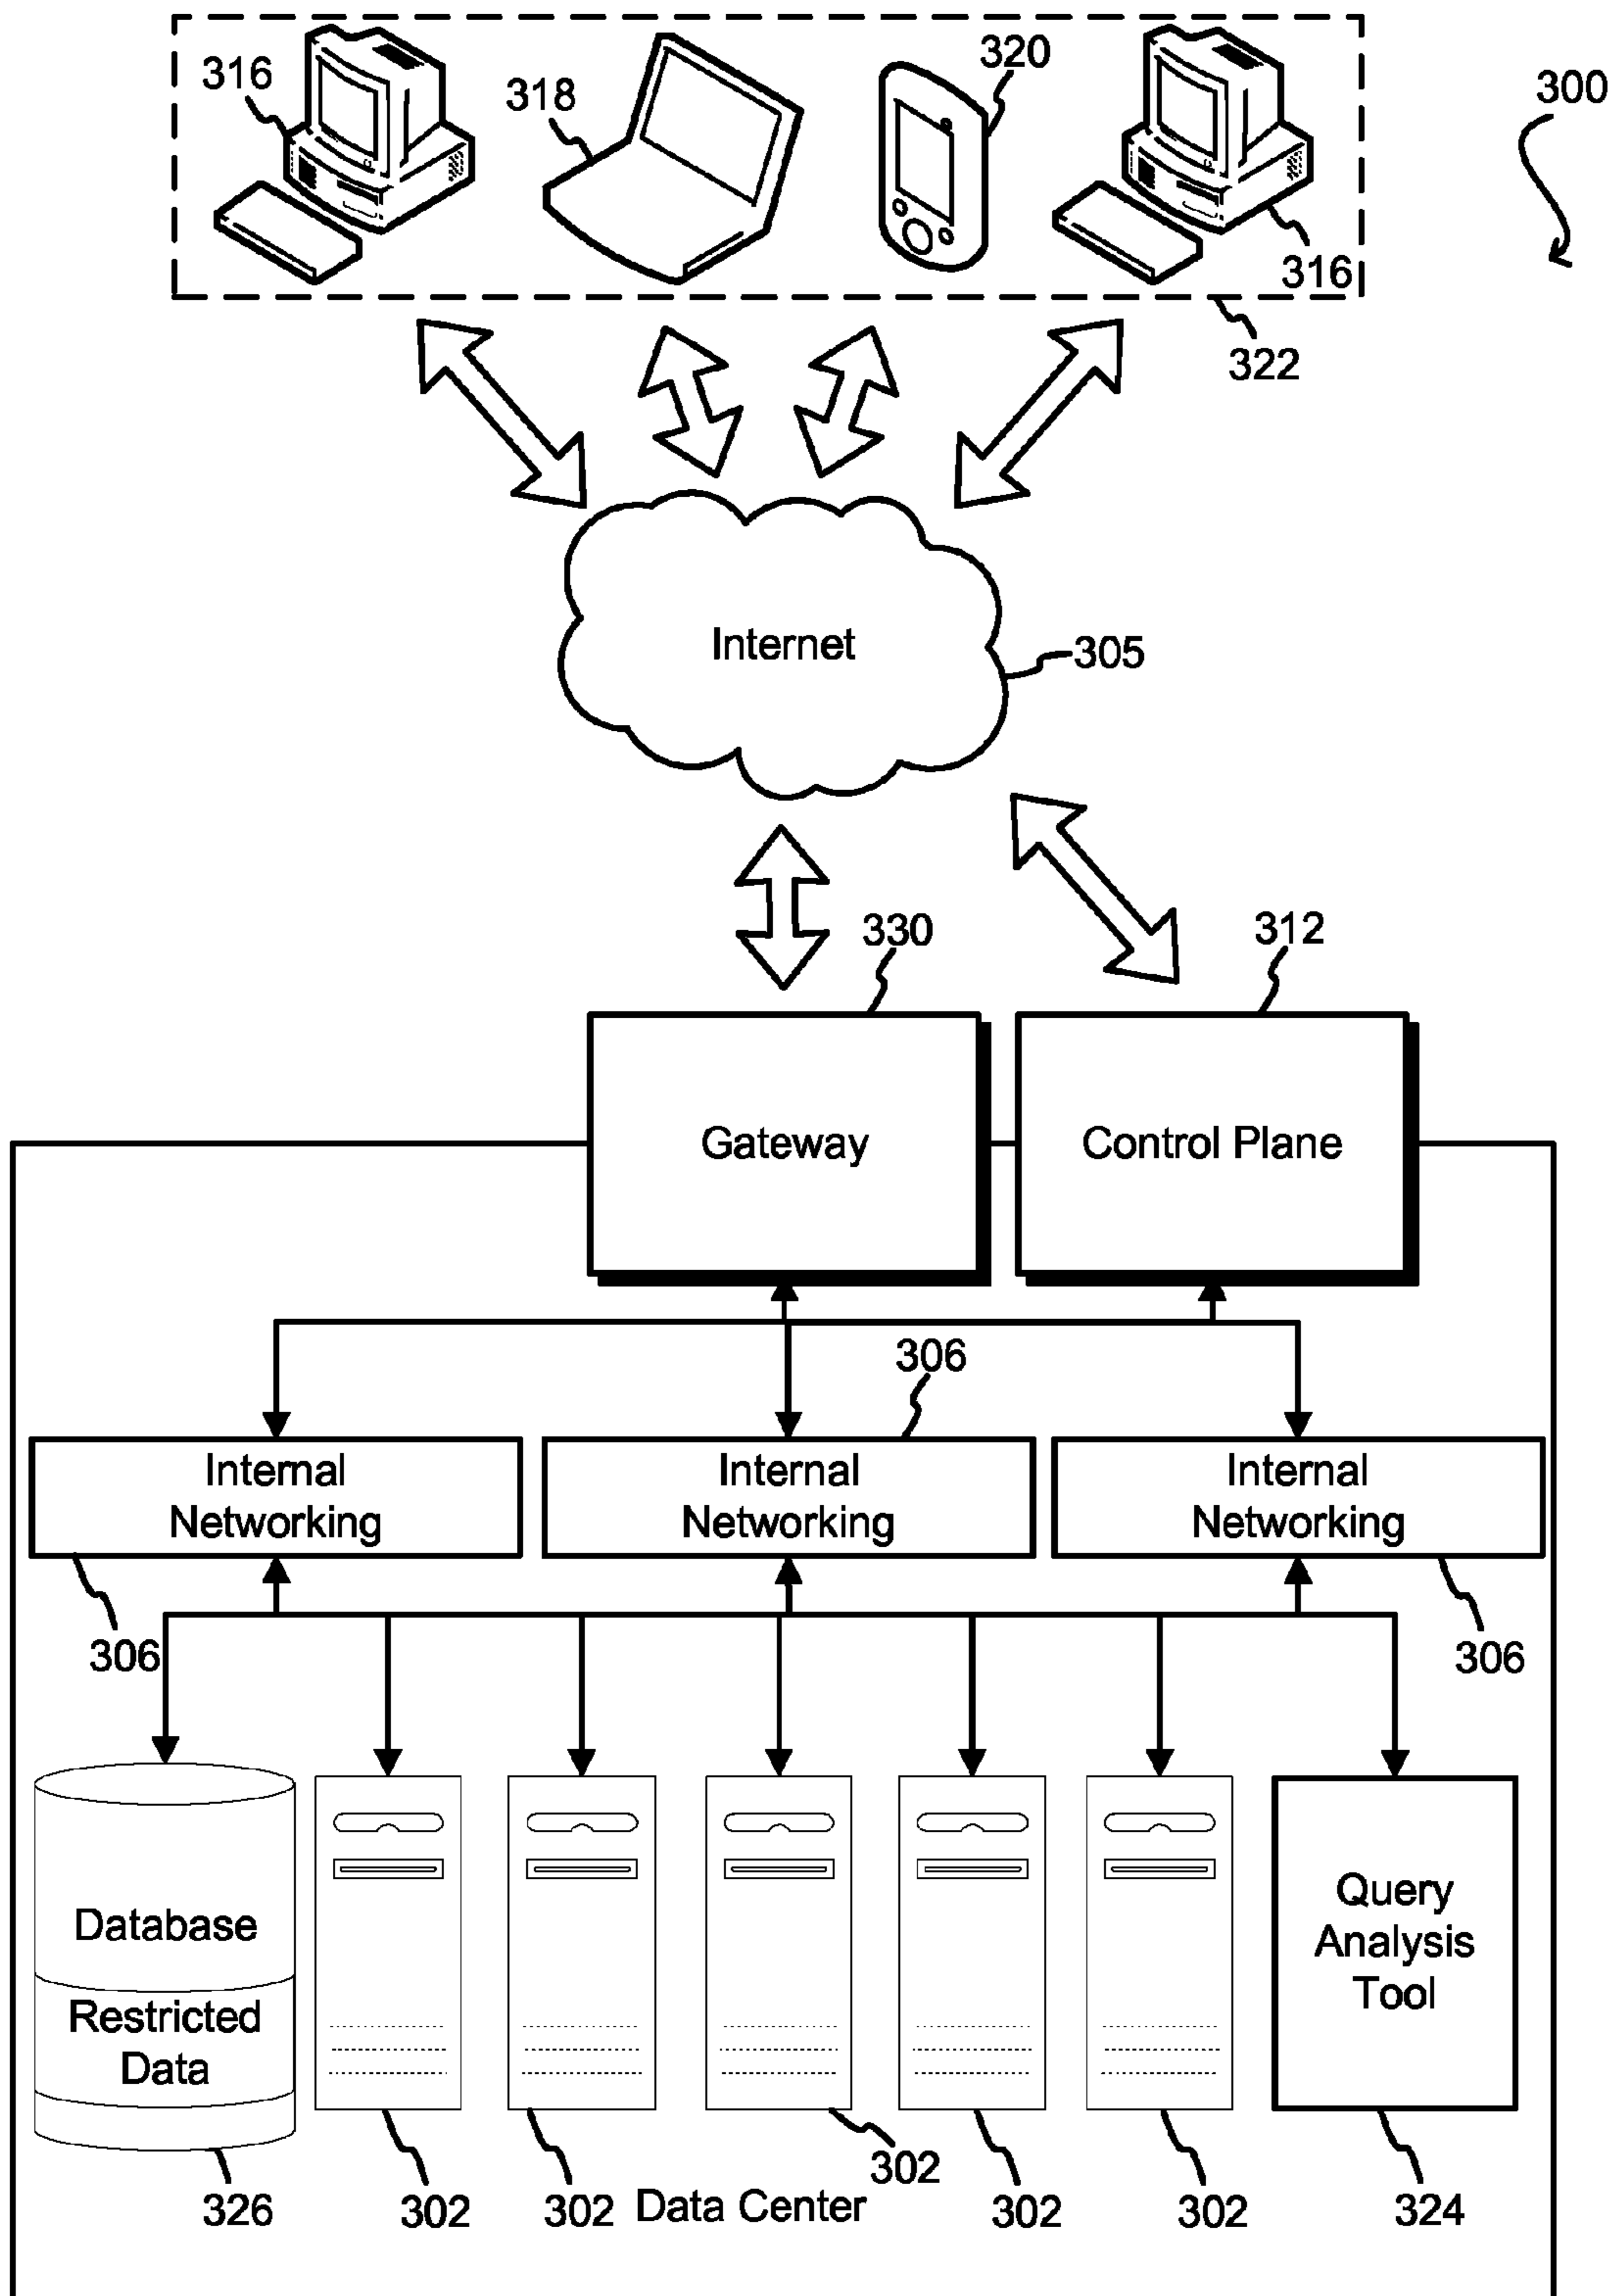 316
318
320
300
316
322
Internet
305
330
312
Gateway
Control Plane
306
Internal
Networking
Internal
Networking
Internal
Networking
306
306
Database
Restricted
Data
Query
Analysis
Tool
326
302
302
Data Center
302
302
302
324